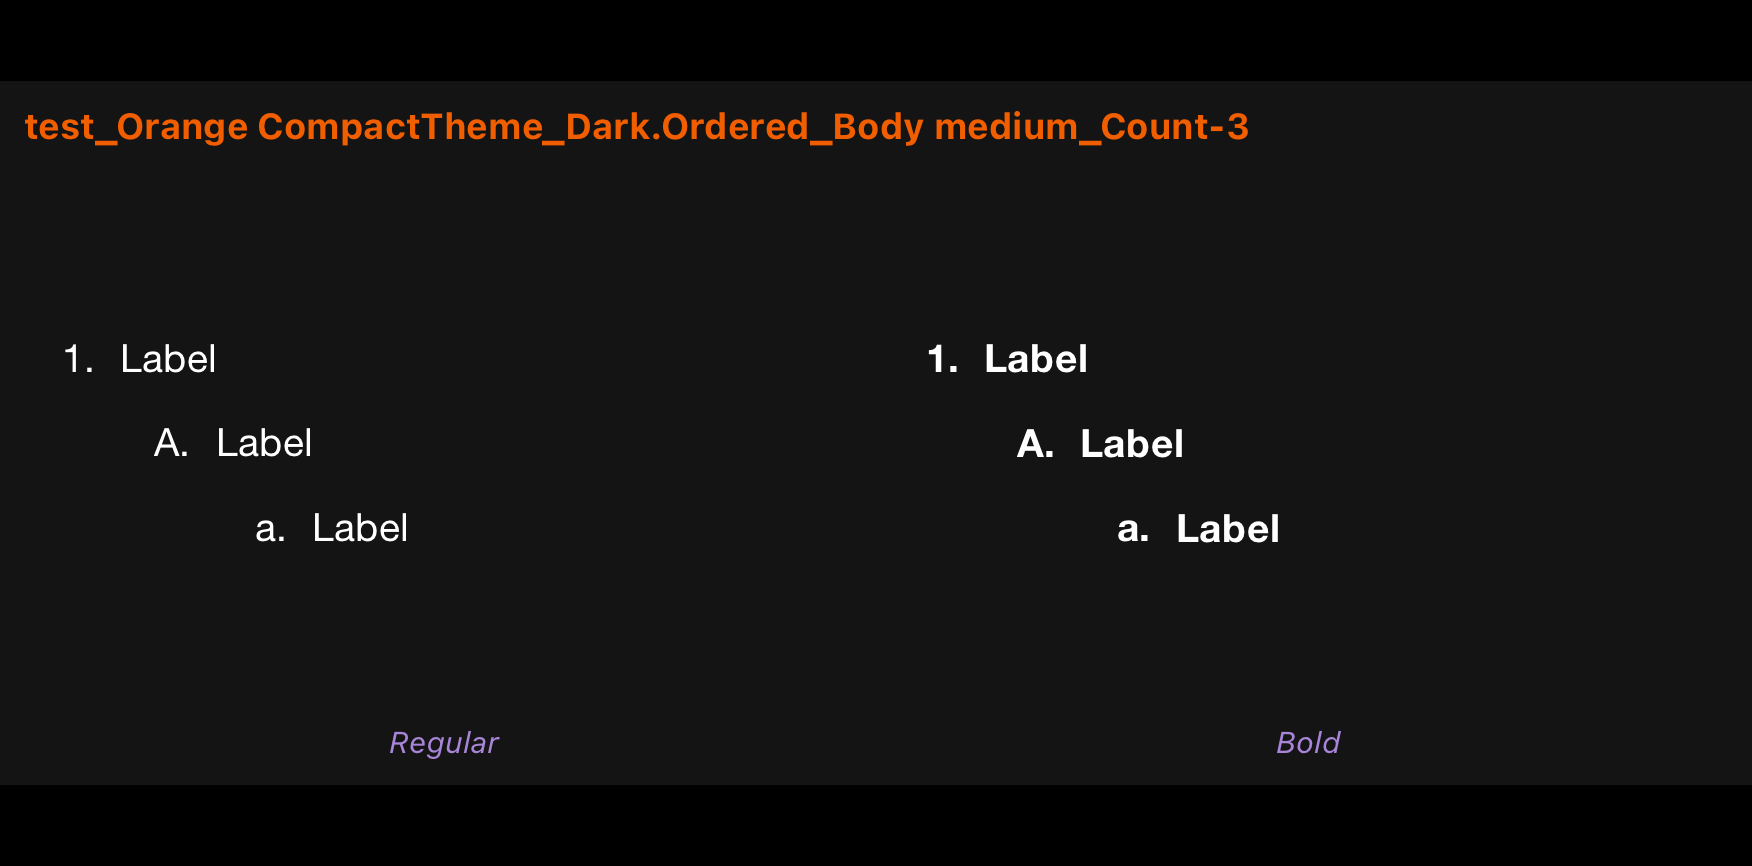 test_Orange CompactTheme_Dark.Ordered_Body medium_Count-3
1. Label
A. Label
a. Label
Regular
1. Label
A. Label
a. Label
Bold